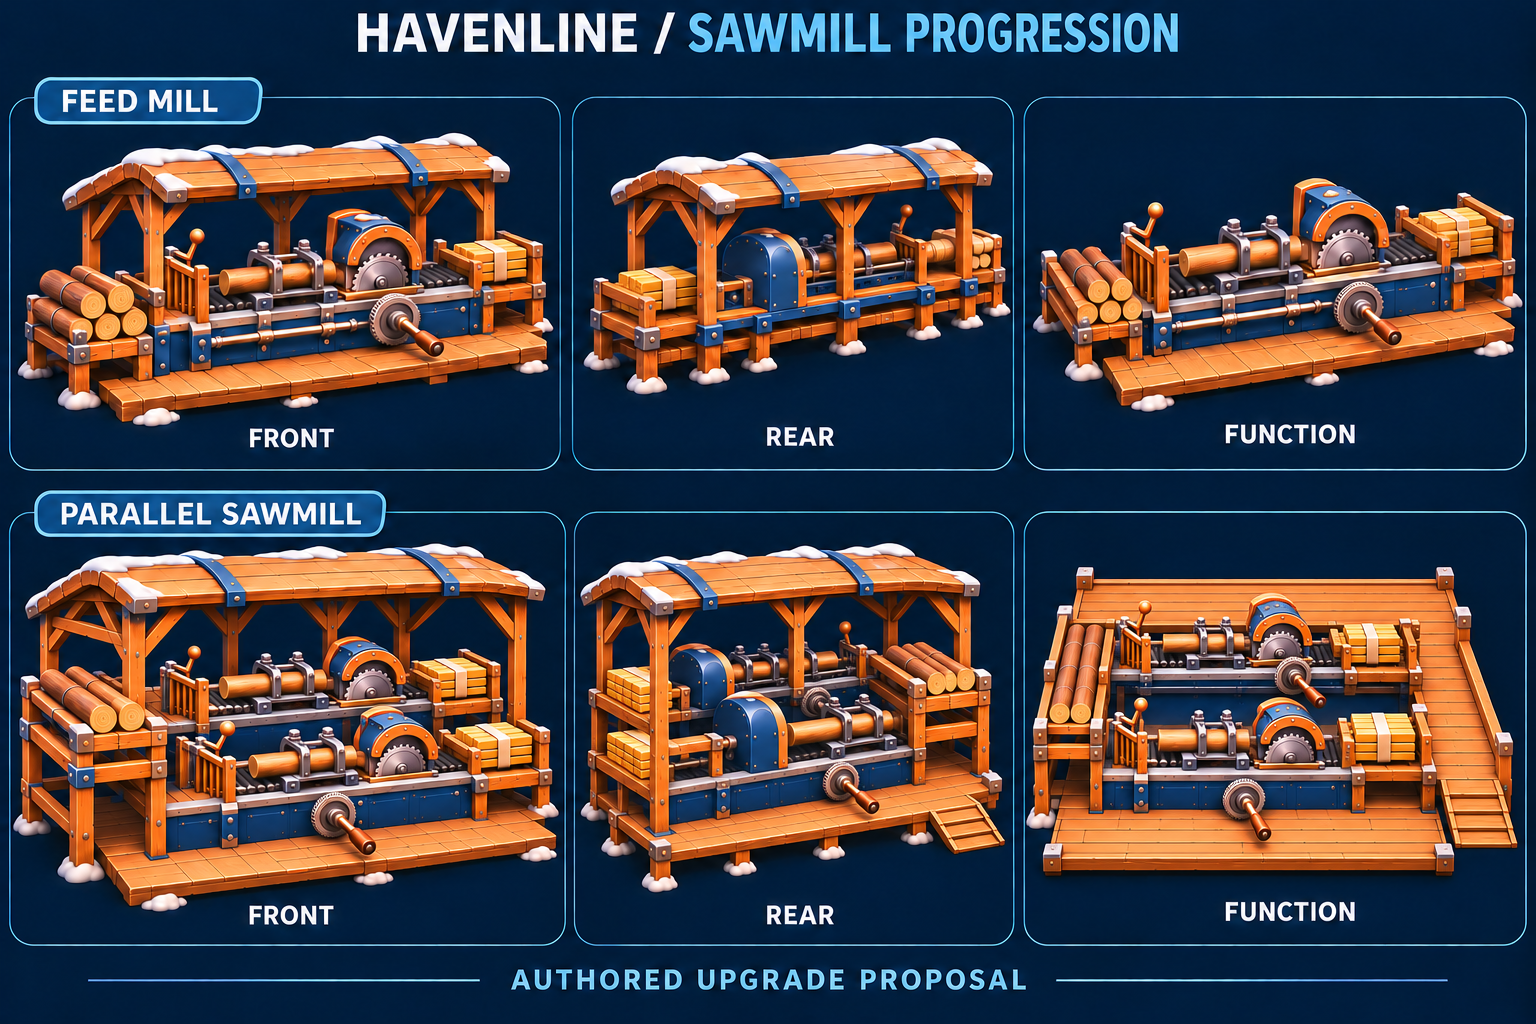 HAVENLINE / SAWMILL PROGRESSION
FEED MILL
FRONT
REAR
FUNCTION
PARALLEL SAWMILL
FRONT
REAR
FUNCTION
AUTHORED UPGRADE PROPOSAL